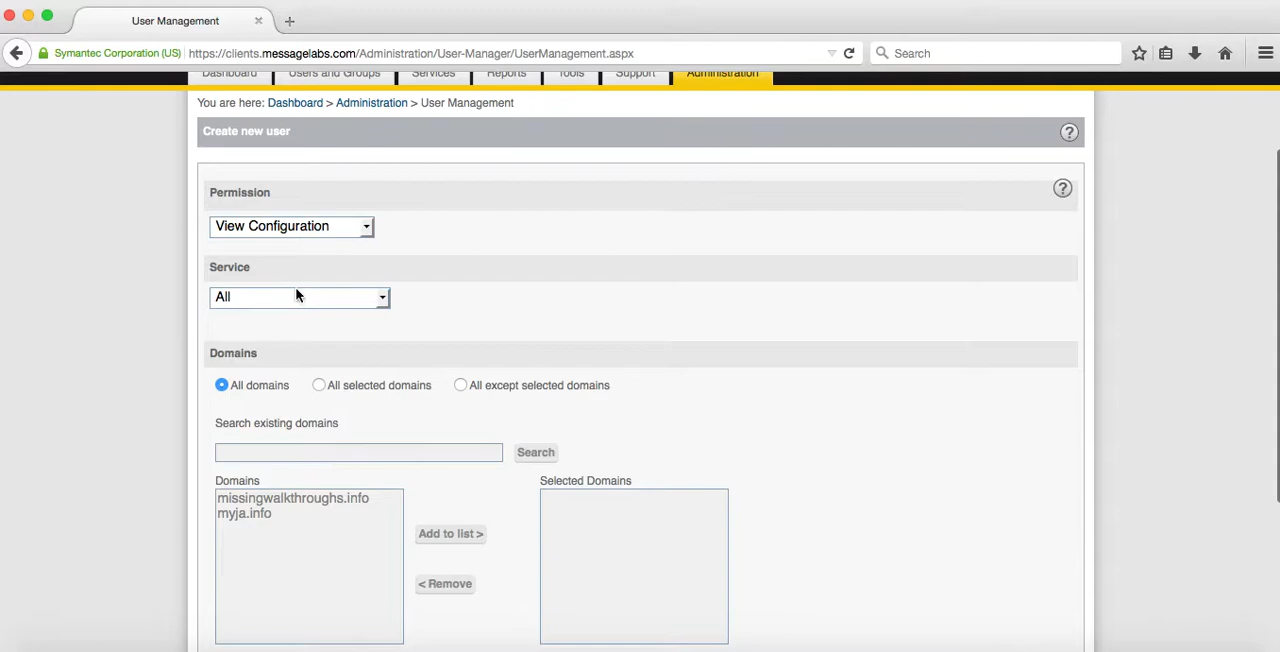 User Management
Symantec Corporation (US) https://clients.messagelabs.com/Administration/User-Manager/UserManagement.aspx Search
Dashboard Users and Groups Services Reports Tools Support Administration
You are here: Dashboard > Administration > User Management
Create new user ?
Permission ?
View Configuration
Service
All
Domains
All domains All selected domains All except selected domains
Search existing domains
Search
Domains Selected Domains
missingwalkthroughs.info
myja.info
Add to list >
< Remove